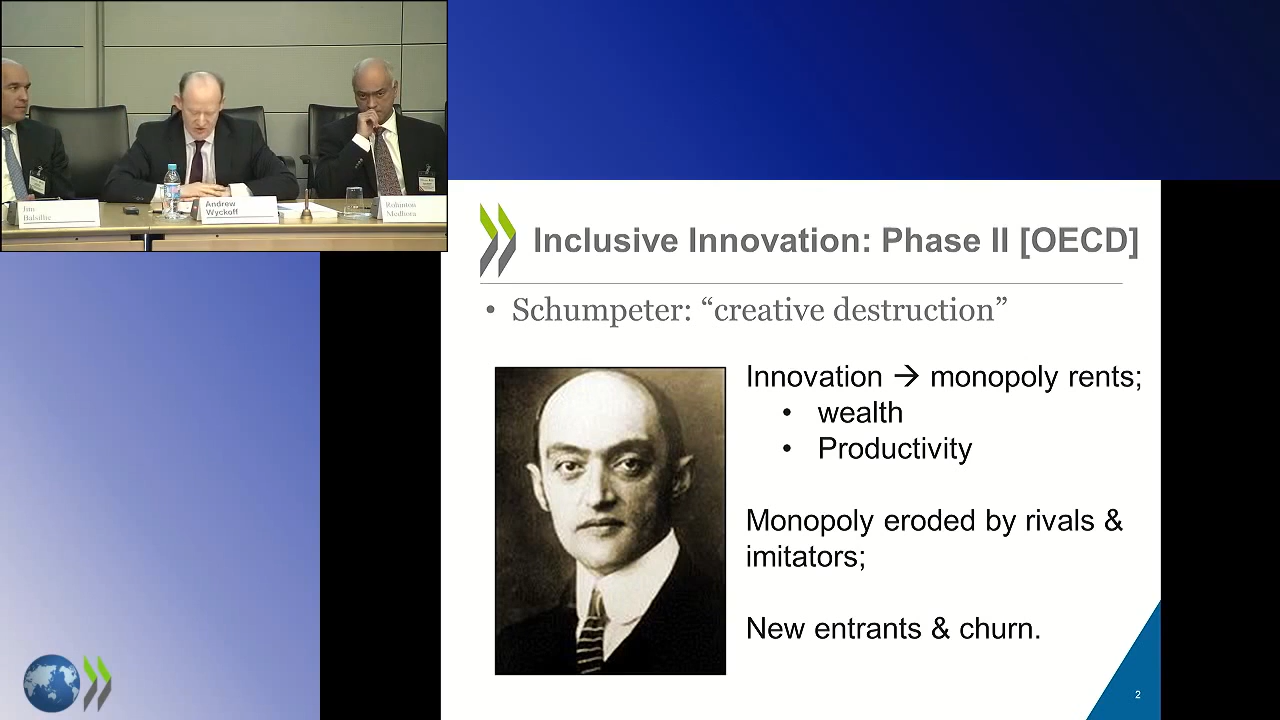 Jim
Balsillie
Andrew
Wyckoff
Rohinton
Medhora
Inclusive Innovation: Phase II [OECD]
• Schumpeter: “creative destruction”
Innovation → monopoly rents;
• wealth
• Productivity
Monopoly eroded by rivals &
imitators;
New entrants & churn.
2